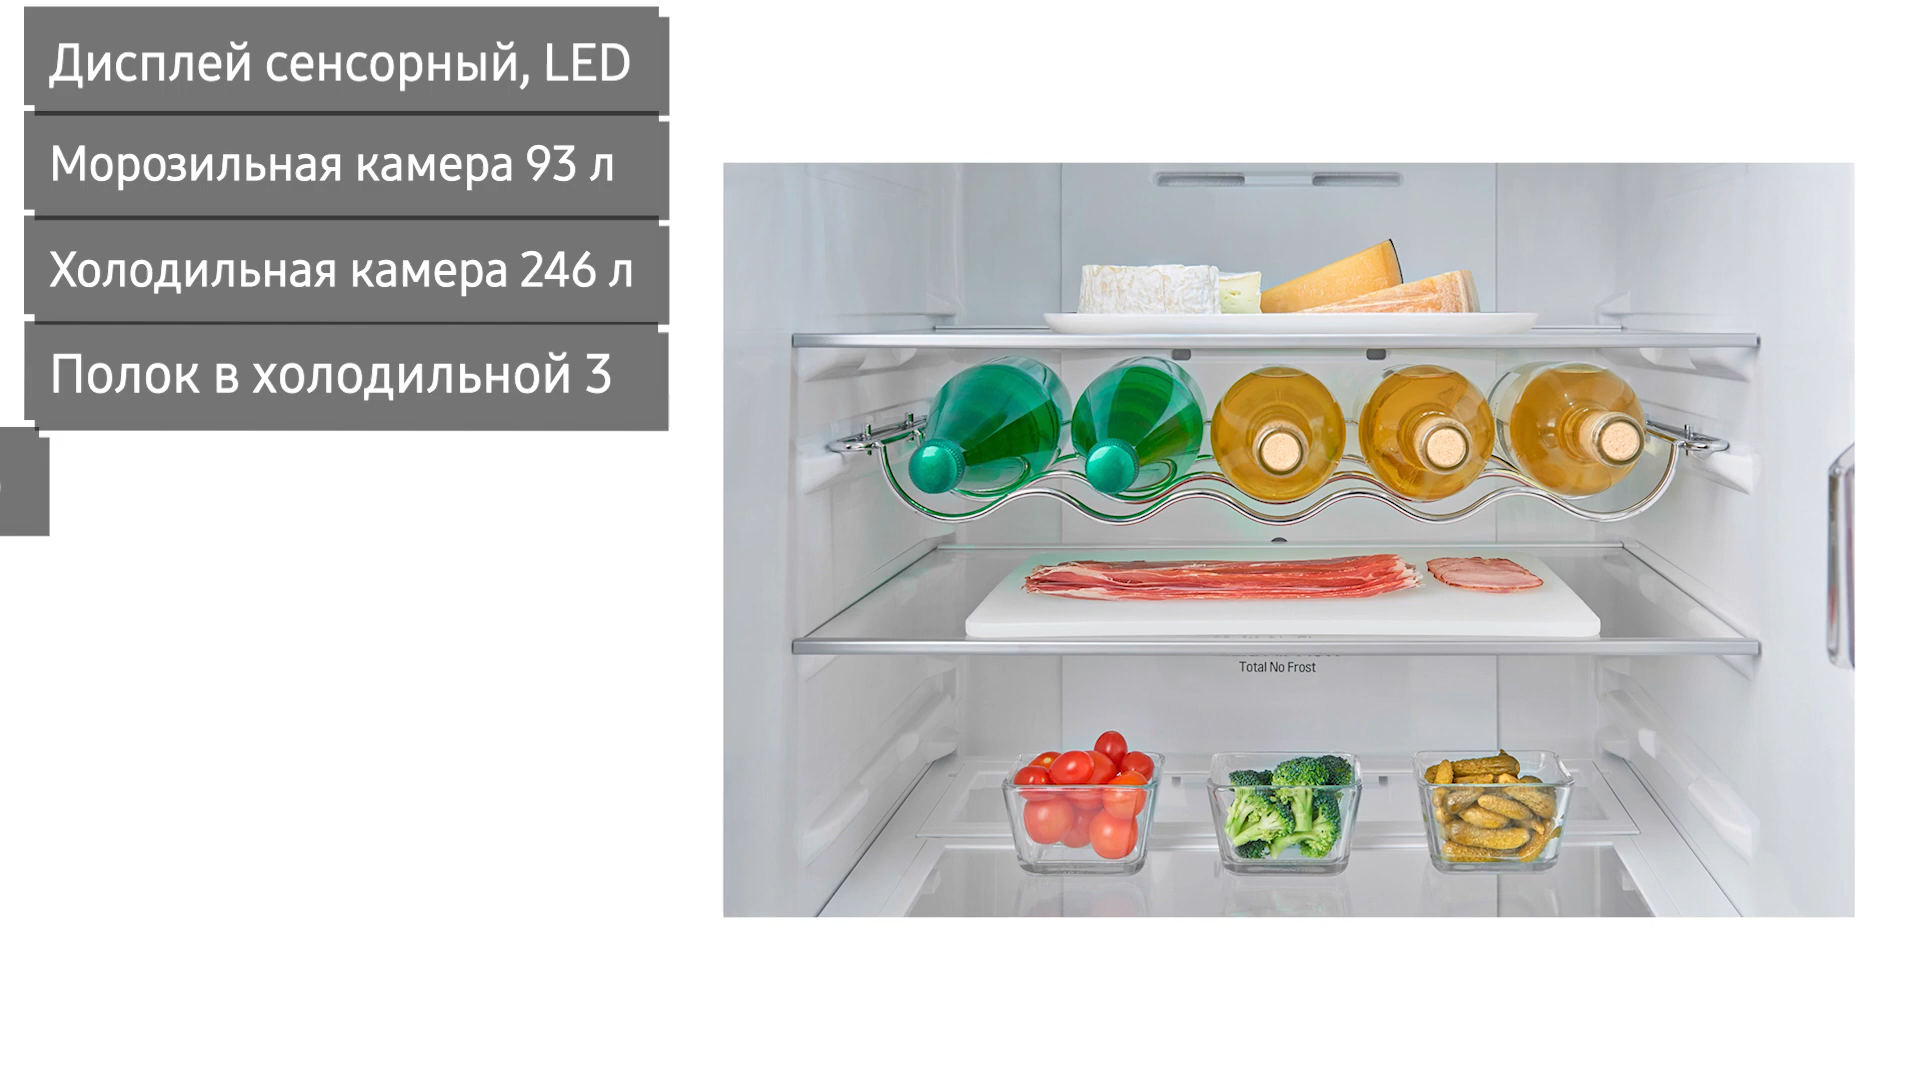 Дисплей сенсорный, LED
Морозильная камера 93 л
Холодильная камера 246 л
Полок в холодильной 3
Total No Frost